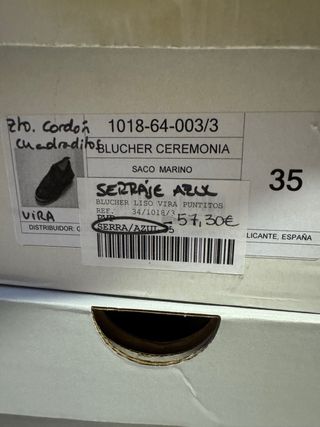 zto. Cordón
cuadraditos
1018-64-003/3
BLUCHER CEREMONIA
SACO MARINO
35
SERRAJE AZUL
BLUCHER LISO VIRA PUNTITOS
REF. 34/1018/3
57,30€
SERRA/AZUL
VIRA
DISTRIBUIDOR
ALICANTE, ESPAÑA